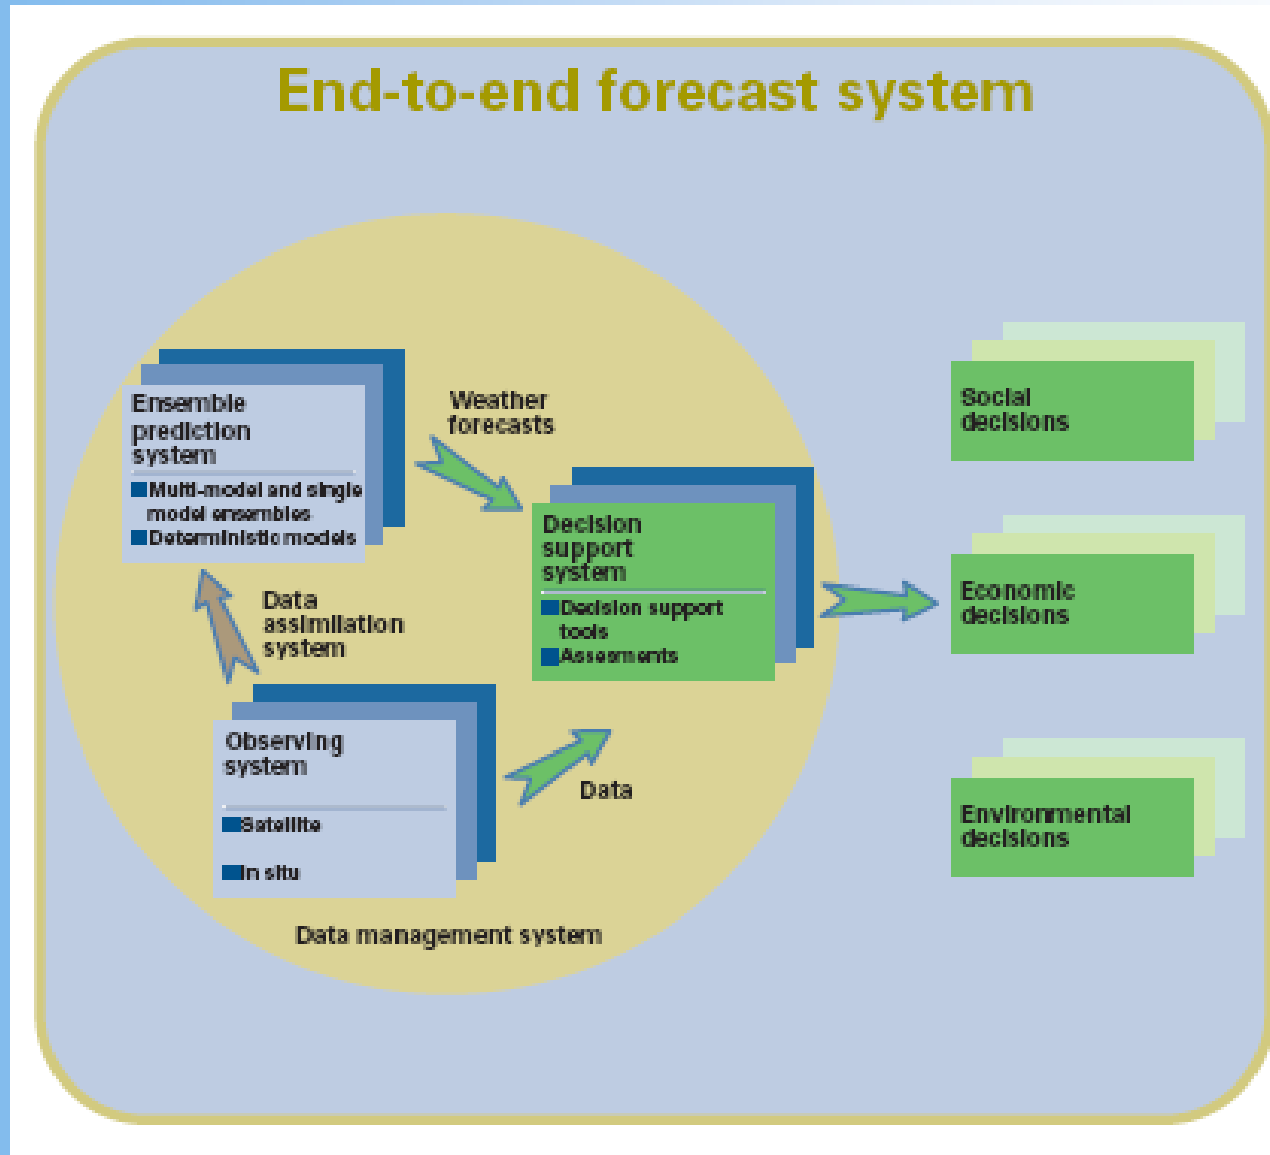 End-to-end forecast system
Ensemble
prediction
system
Multi-model and single
model ensembles
Deterministic models
Weather
forecasts
Decision
support
system
Decision support
tools
Assesments
Data
assimilation
system
Observing
system
Satellite
In situ
Data
Data management system
Social
decisions
Economic
decisions
Environmental
decisions